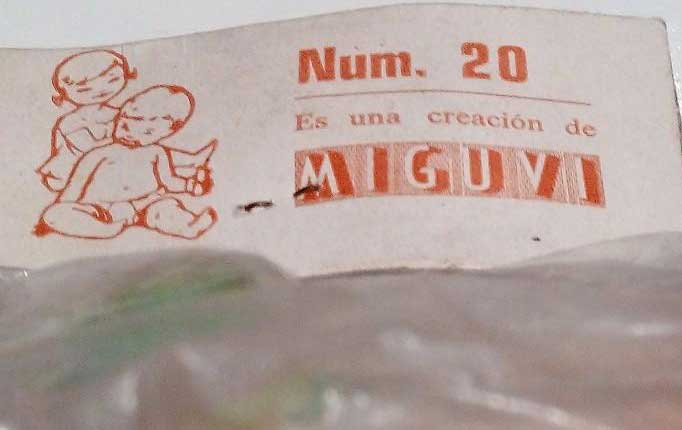 Num. 20
Es una creación de
MIGUVI